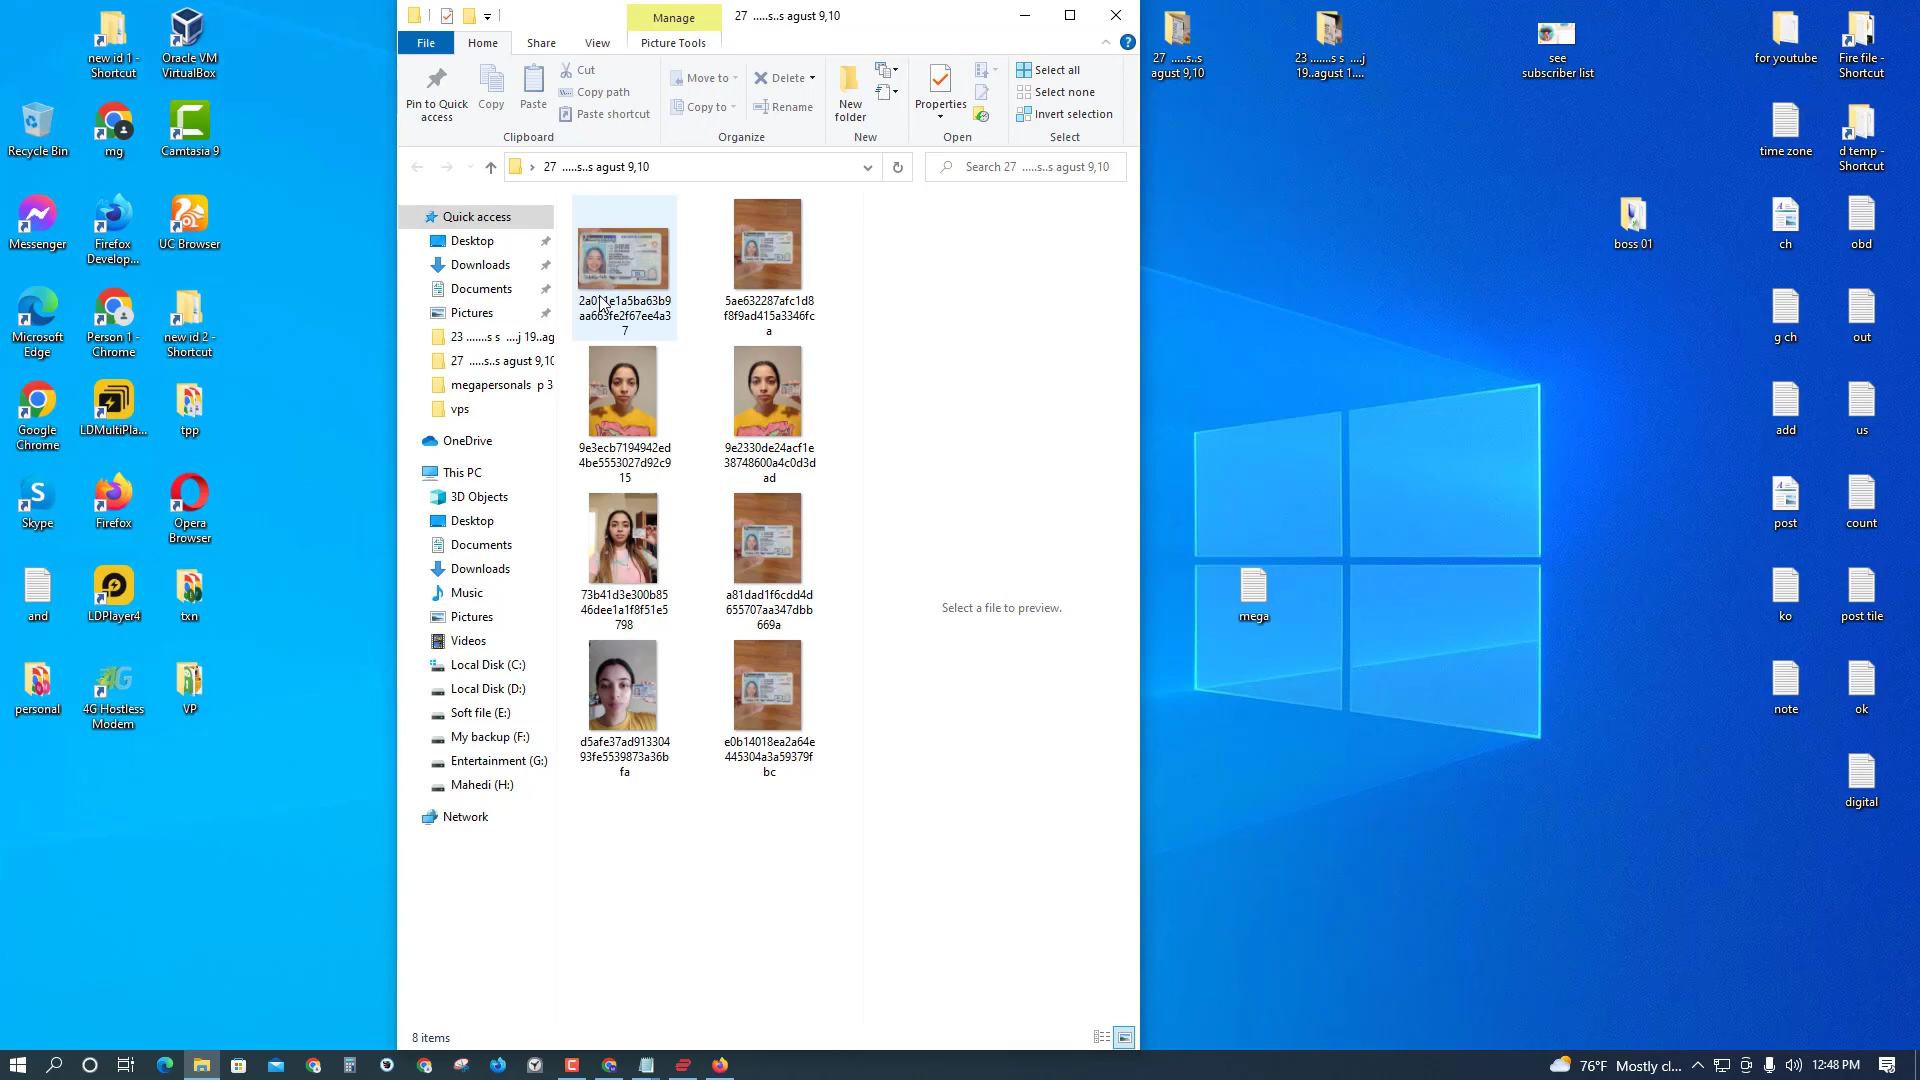 Manage
27 .....s..s agust 9,10
File
Home
Share
View
Picture Tools
Pin to Quick access
Copy
Paste
Cut
Copy path
Paste shortcut
Clipboard
Move to
Copy to
Delete
Rename
Organize
New folder
New
Properties
Open
Select all
Select none
Invert selection
Select
27 .....s..s agust 9,10
Search 27 .....s..s agust 9,10
Quick access
Desktop
Downloads
Documents
Pictures
23 .......s s ....j 19..ag
27 .....s..s agust 9,10
megapersonals p 3
vps
OneDrive
This PC
3D Objects
Desktop
Documents
Downloads
Music
Pictures
Videos
Local Disk (C:)
Local Disk (D:)
Soft file (E:)
My backup (F:)
Entertainment (G:)
Mahedi (H:)
Network
aa663fe2f67ee4a3
7
5ae632287afc1d8
f8f9ad415a3346fc
a
9e3ecb7194942ed
4be5553027d92c9
15
9e2330de24acf1e
38748600a4c0d3d
ad
73b41d3e300b85
46dee1a1f8f51e5
798
a81dad1f6cdd4d
655707aa347dbb
669a
d5afe37ad913304
93fe5539873a36b
fa
e0b14018ea2a64e
445304a3a59379f
bc
Select a file to preview.
8 items
new id 1 -
Shortcut
Oracle VM
VirtualBox
Recycle Bin
mg
Camtasia 9
Messenger
Firefox
Develop...
UC Browser
Microsoft
Edge
Person 1 -
Chrome
new id 2 -
Shortcut
Google
Chrome
LDMultiPla...
tpp
Skype
Firefox
Opera
Browser
and
LDPlayer4
txn
personal
4G Hostless
Modem
VP
27 .....s..s
agust 9,10
23 .......s s ....j
19..agust 1....
see
subscriber list
for youtube
Fire file -
Shortcut
time zone
d temp -
Shortcut
boss 01
ch
obd
g ch
out
add
us
post
count
mega
ko
post tile
note
ok
digital
76°F Mostly cl...
12:48 PM